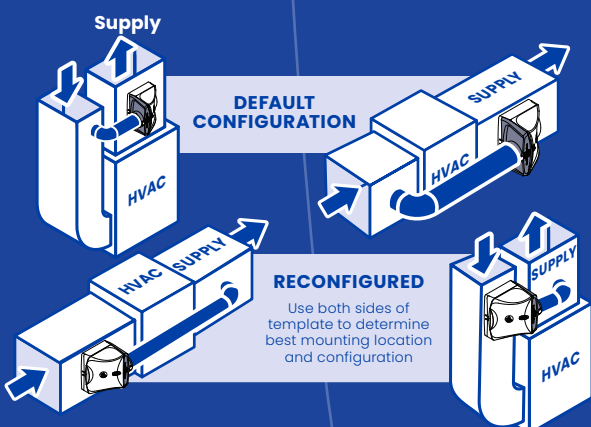 Supply
DEFAULT
CONFIGURATION
HVAC
SUPPLY
HVAC
HVAC
SUPPLY
RECONFIGURED
Use both sides of
template to determine
best mounting location
and configuration
SUPPLY
HVAC